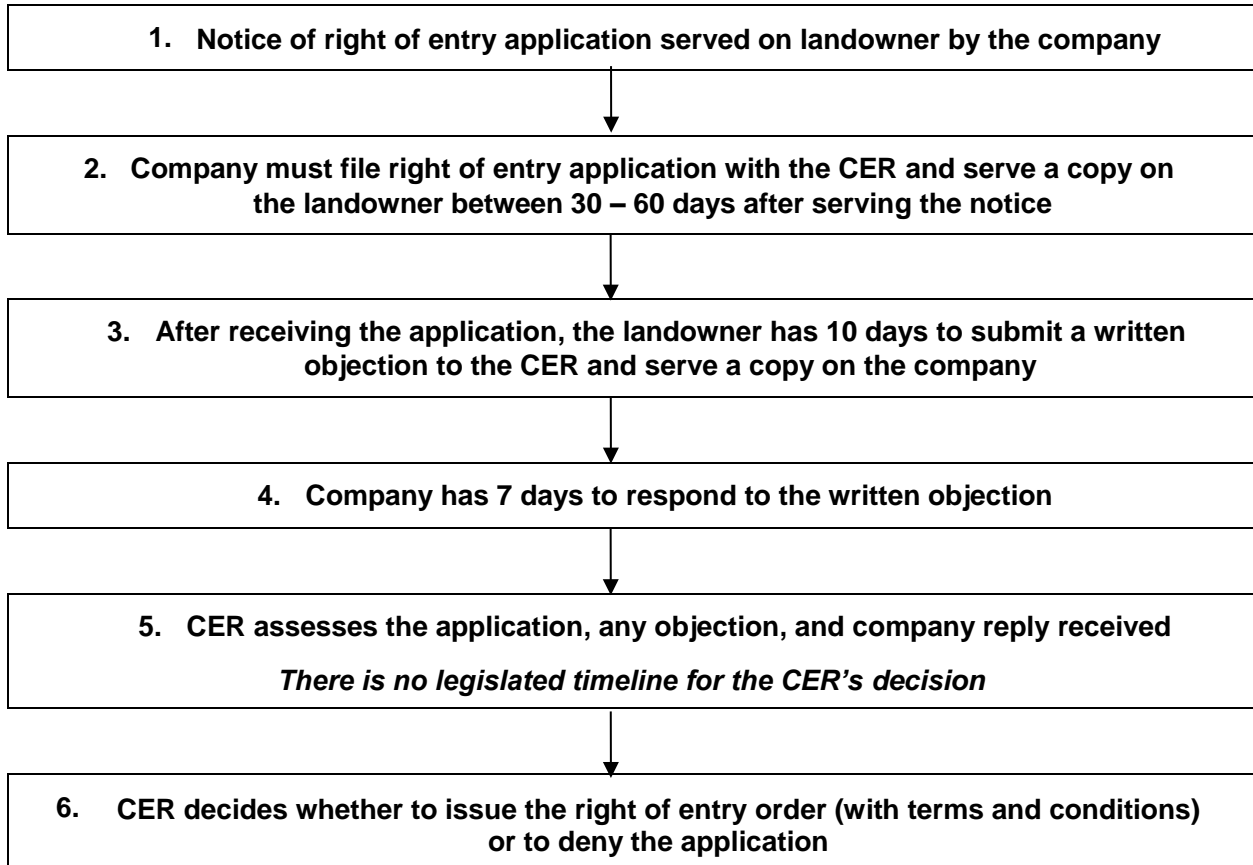 1. Notice of right of entry application served on landowner by the company
2. Company must file right of entry application with the CER and serve a copy on
the landowner between 30 – 60 days after serving the notice
3. After receiving the application, the landowner has 10 days to submit a written
objection to the CER and serve a copy on the company
4. Company has 7 days to respond to the written objection
5. CER assesses the application, any objection, and company reply received
There is no legislated timeline for the CER’s decision
6. CER decides whether to issue the right of entry order (with terms and conditions)
or to deny the application